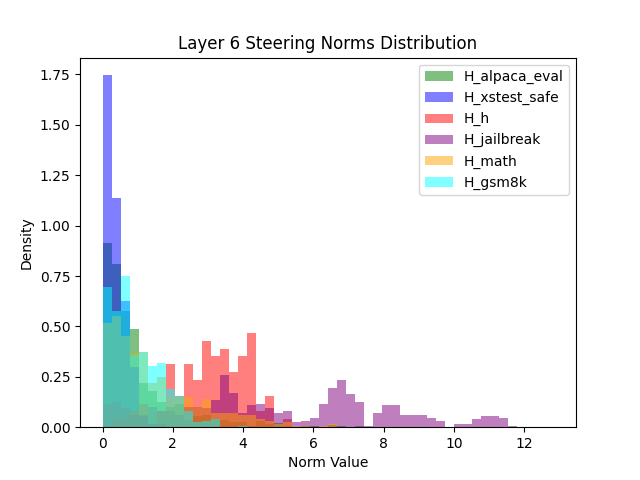 Layer 6 Steering Norms Distribution
H_alpaca_eval
H_xstest_safe
H_h
H_jailbreak
H_math
H_gsm8k
1.75
1.50
1.25
1.00
0.75
0.50
0.25
0.00
Density
0 2 4 6 8 10 12
Norm Value